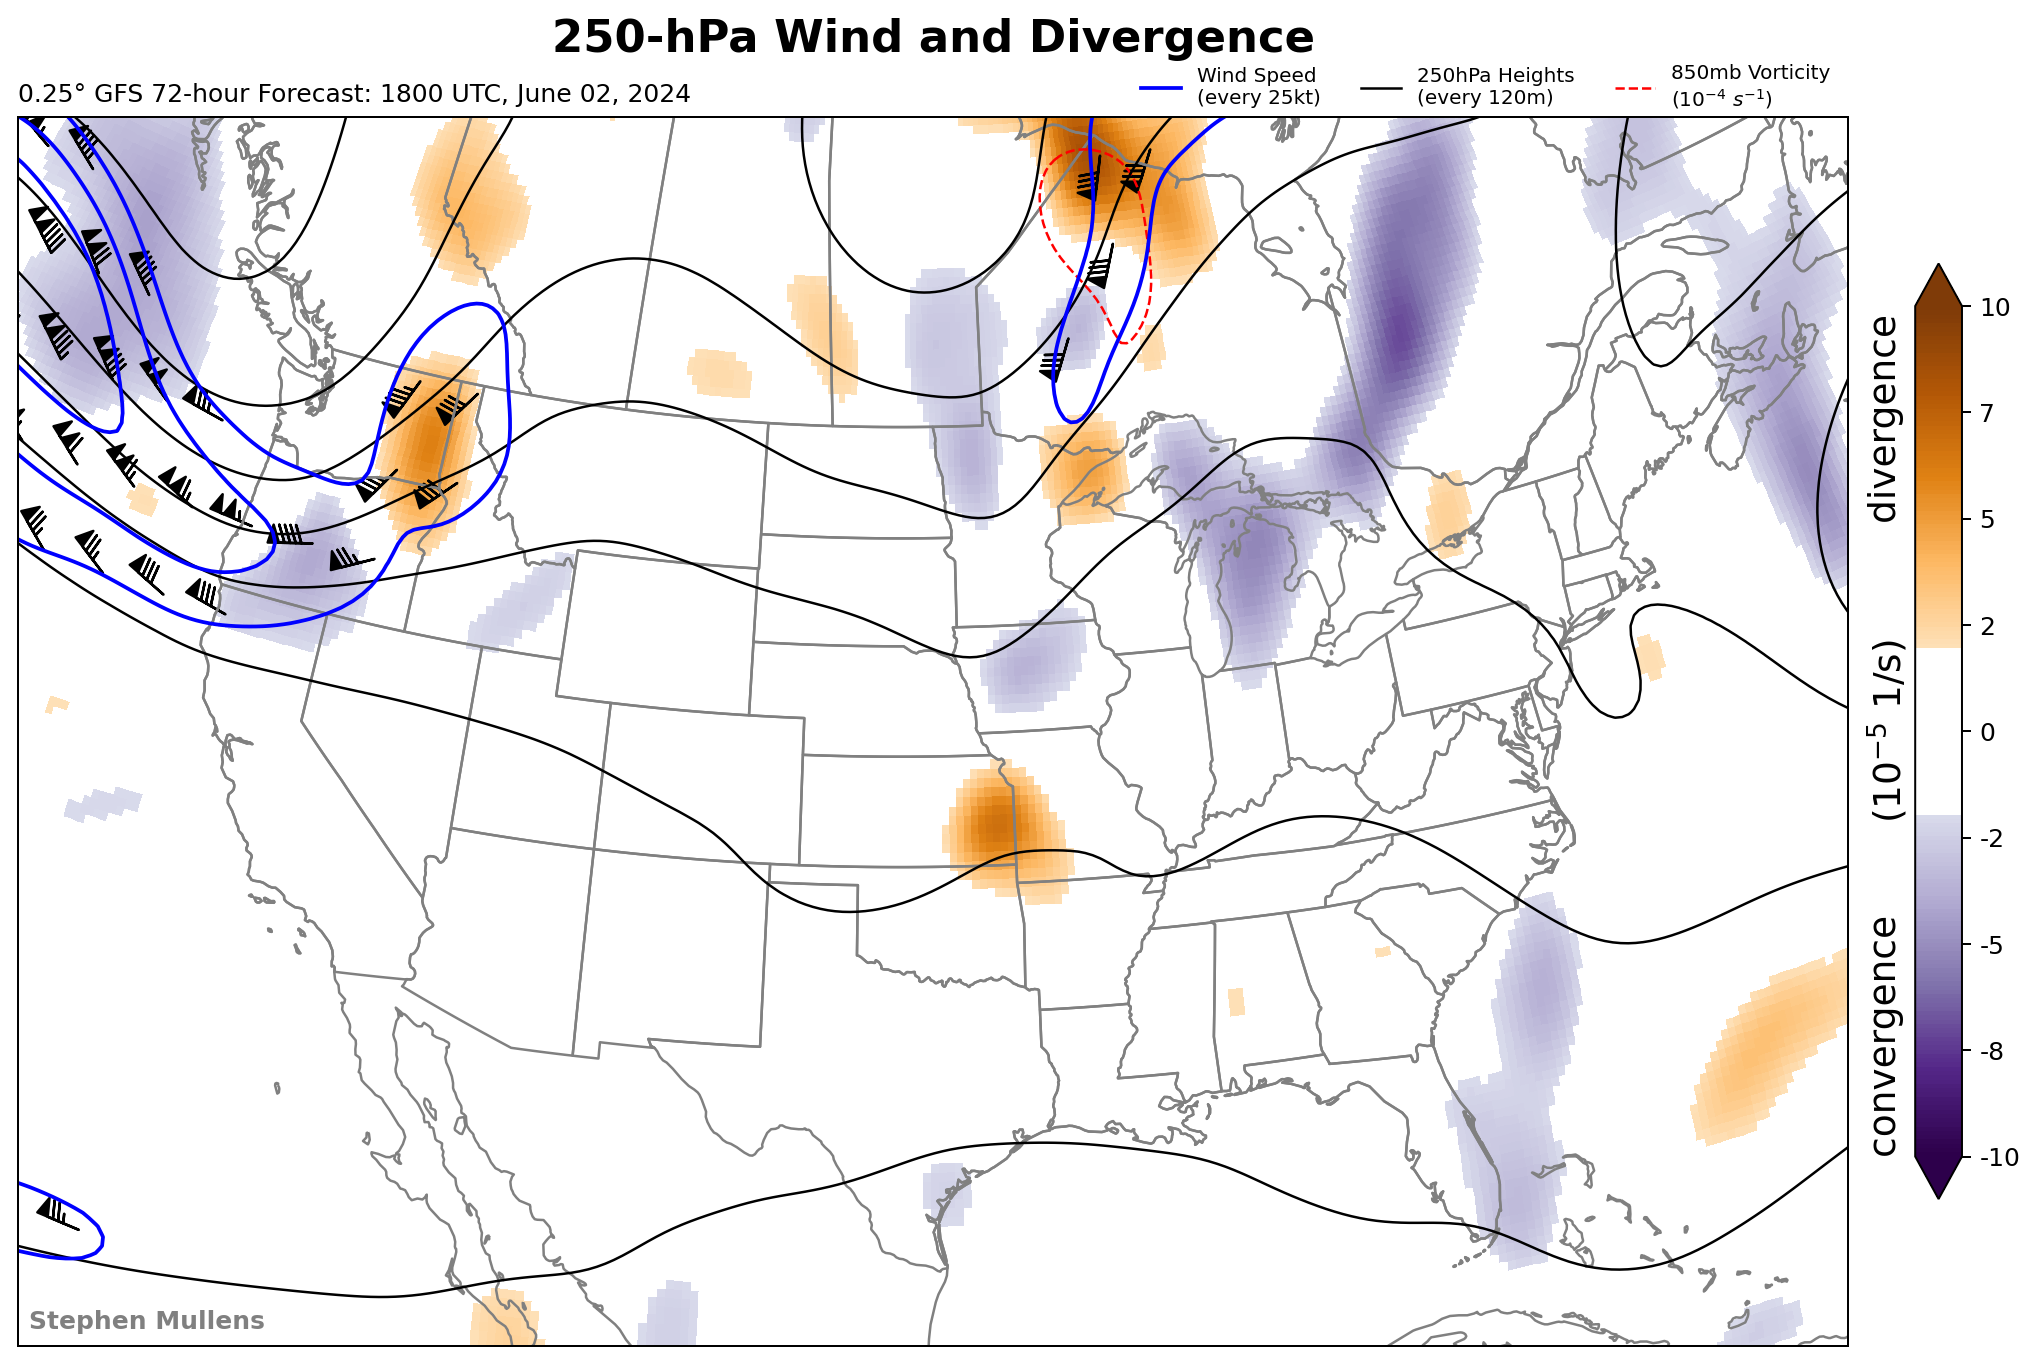 250-hPa Wind and Divergence
0.25° GFS 72-hour Forecast: 1800 UTC, June 02, 2024
Wind Speed
(every 25kt)
250hPa Heights
(every 120m)
850mb Vorticity
(10⁻⁴ s⁻¹)
10
7
5
2
0
-2
-5
-8
-10
convergence (10⁻⁵ 1/s) divergence
Stephen Mullens